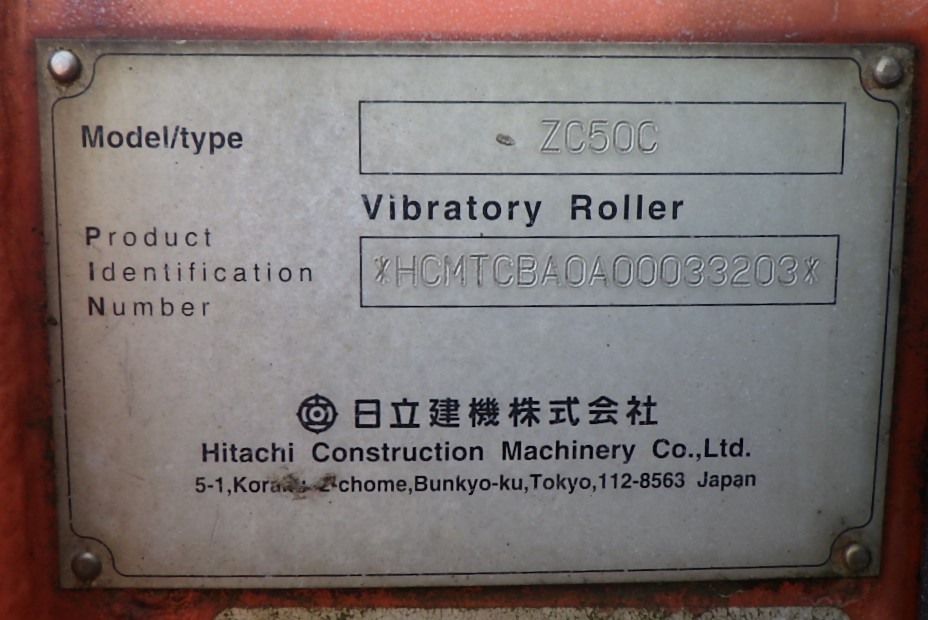 Model/type ZC50C
Vibratory Roller
Product
Identification *HCMTCBA0A00033203*
Number
日立建機株式会社
Hitachi Construction Machinery Co.,Ltd.
5-1, 2-chome,Bunkyo-ku,Tokyo,112-8563 Japan